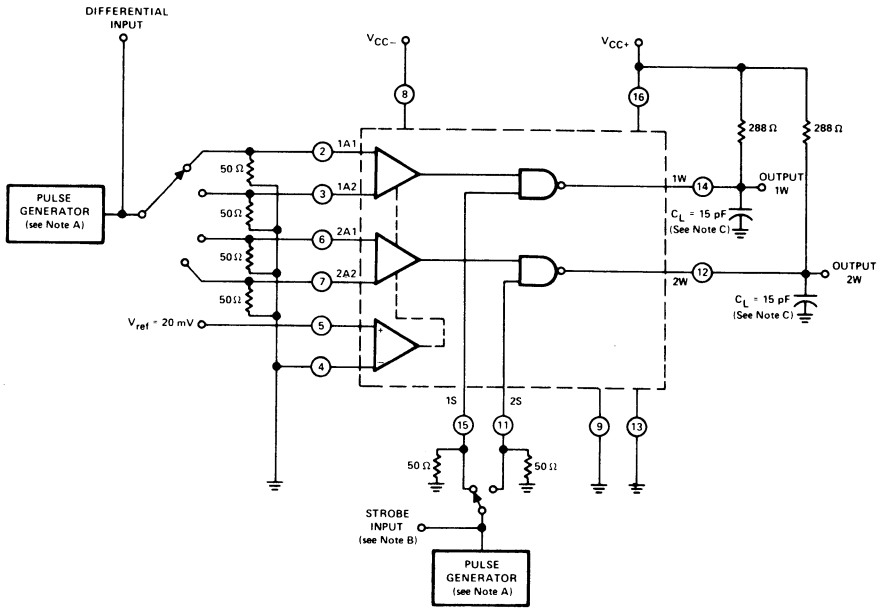 DIFFERENTIAL
INPUT
VCC–
VCC+
8
16
288 Ω
288 Ω
50 Ω
2
1A1
PULSE
GENERATOR
(see Note A)
3
1A2
1W
14
OUTPUT
1W
50 Ω
CL = 15 pF
(See Note C)
6
2A1
50 Ω
7
2A2
2W
12
OUTPUT
2W
50 Ω
CL = 15 pF
(See Note C)
Vref = 20 mV
5
+
4
–
1S
2S
15
11
9
13
50 Ω
50 Ω
STROBE
INPUT
(see Note B)
PULSE
GENERATOR
(see Note A)